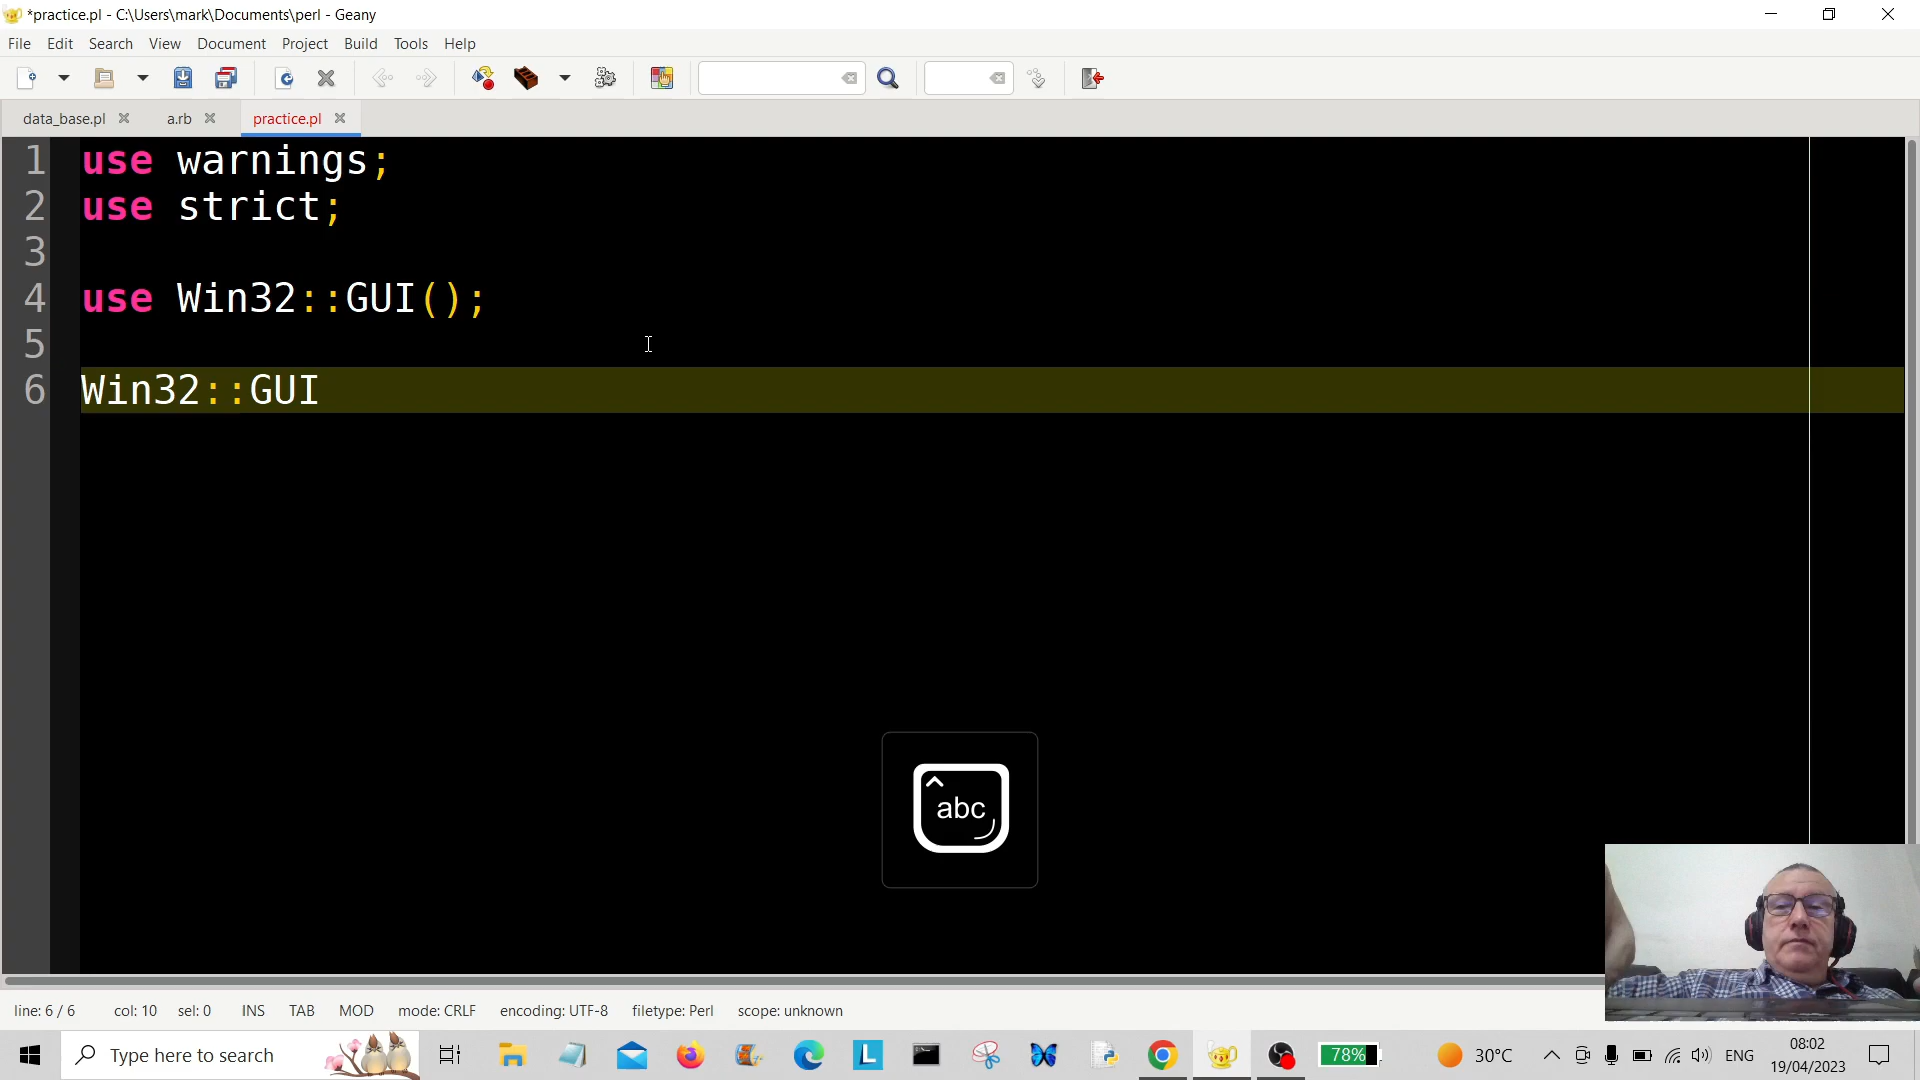 *practice.pl - C:\Users\mark\Documents\perl - Geany
File Edit Search View Document Project Build Tools Help
data_base.pl a.rb practice.pl
1 use warnings;
2 use strict;
3
4 use Win32::GUI();
5
6 Win32::GUI
abc
line: 6 / 6 col: 10 sel: 0 INS TAB MOD mode: CRLF encoding: UTF-8 filetype: Perl scope: unknown
Type here to search
L
78%
30°C
ENG
08:02
19/04/2023